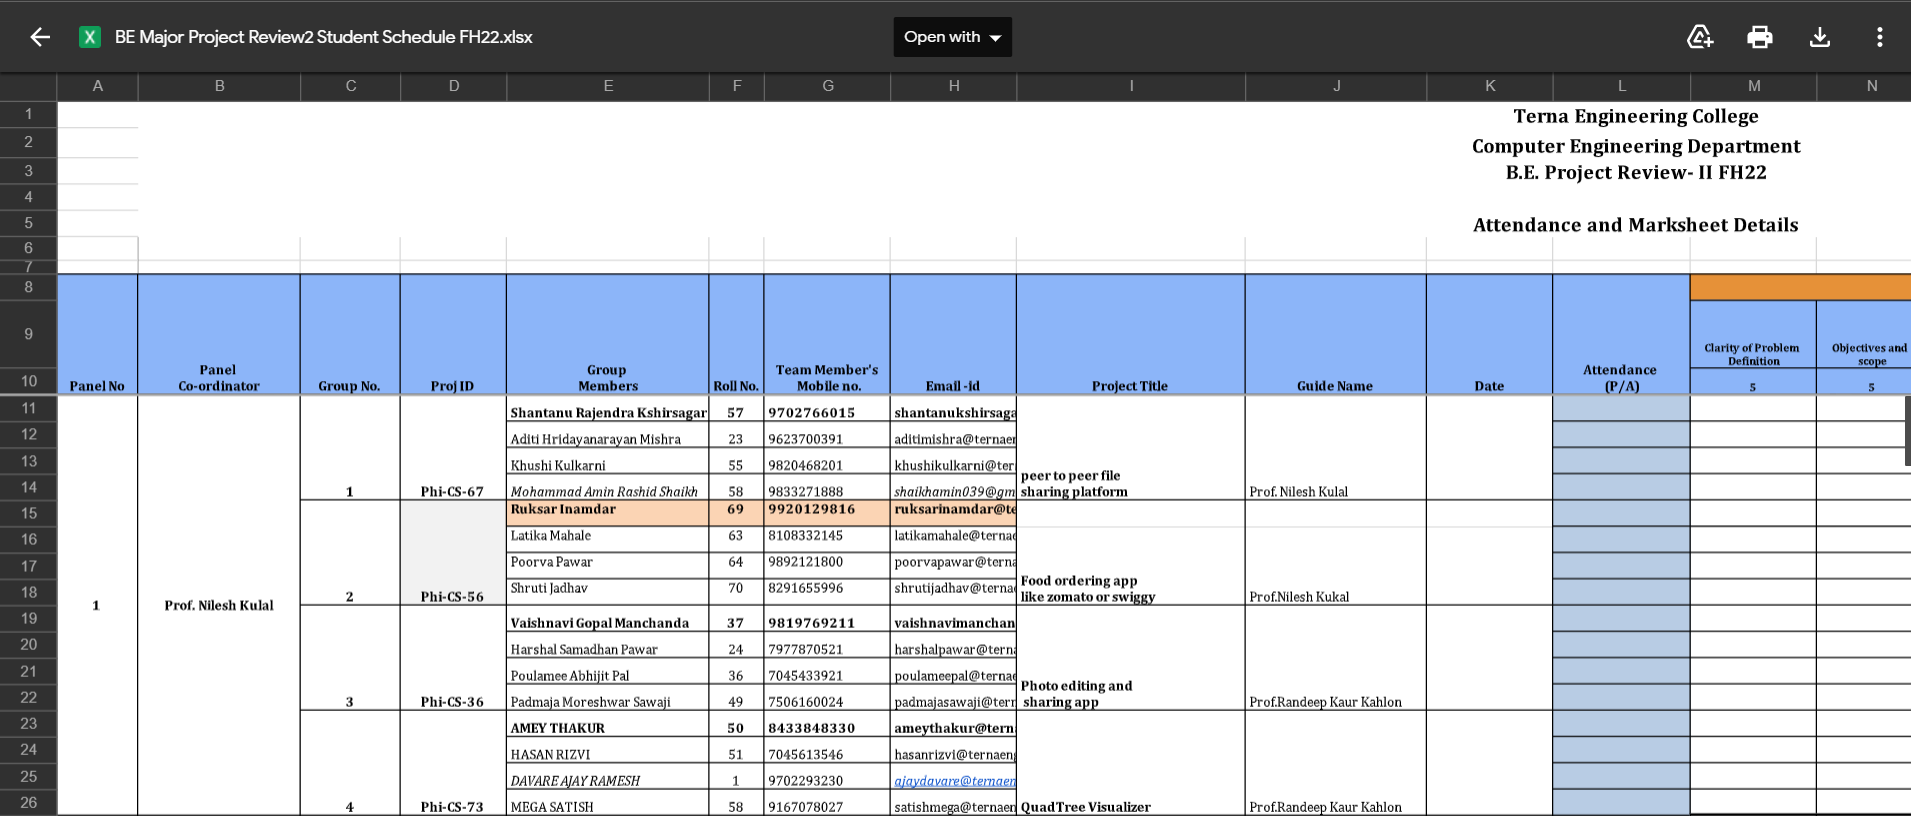 BE Major Project Review2 Student Schedule FH22.xlsx Open with
A B C D E F G H I J K L M N
1 Terna Engineering College
2 Computer Engineering Department
3 B.E. Project Review- II FH22
4
5 Attendance and Marksheet Details
6
7
8
9 Clarity of Problem Definition Objectives and scope
10 Panel No Panel Co-ordinator Group No. Proj ID Group Members Roll No. Team Member's Mobile no. Email -id Project Title Guide Name Date Attendance (P/A) 5 5
11 Shantanu Rajendra Kshirsagar 57 9702766015 shantanukshirsaga
12 Aditi Hridayanarayan Mishra 23 9623700391 aditimishra@ternaer
13 Khushi Kulkarni 55 9820468201 khushikulkarni@ter
14 1 Phi-CS-67 Mohammad Amin Rashid Shaikh 58 9833271888 shaikhamin039@gm peer to peer file sharing platform Prof. Nilesh Kulal
15 Ruksar Inamdar 69 9920129816 ruksarinamdar@te
16 Latika Mahale 63 8108332145 latikamahale@ternae
17 Poorva Pawar 64 9892121800 poorvapawar@terna
18 2 Phi-CS-56 Shruti Jadhav 70 8291655996 shrutijadhav@terna Food ordering app like zomato or swiggy Prof.Nilesh Kukal
1 Prof. Nilesh Kulal
19 Vaishnavi Gopal Manchanda 37 9819769211 vaishnavimanchan
20 Harshal Samadhan Pawar 24 7977870521 harshalpawar@terna
21 Poulamee Abhijit Pal 36 7045433921 poulameepal@ternae
22 3 Phi-CS-36 Padmaja Moreshwar Sawaji 49 7506160024 padmajasawaji@terr Photo editing and sharing app Prof.Randeep Kaur Kahlon
23 AMEY THAKUR 50 8433848330 ameythakur@tern
24 HASAN RIZVI 51 7045613546 hasanrizvi@ternaeng
25 DAVARE AJAY RAMESH 1 9702293230 ajaydavare@ternaen
26 4 Phi-CS-73 MEGA SATISH 58 9167078027 satishmega@ternaen QuadTree Visualizer Prof.Randeep Kaur Kahlon